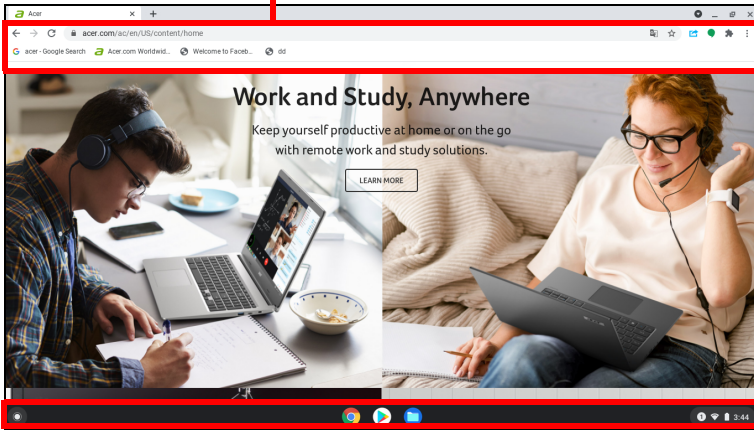 Acer
acer.com/ac/en/US/content/home
acer - Google Search
Acer.com Worldwid...
Welcome to Faceb...
dd
Work and Study, Anywhere
Keep yourself productive at home or on the go
with remote work and study solutions.
LEARN MORE
1
3:44